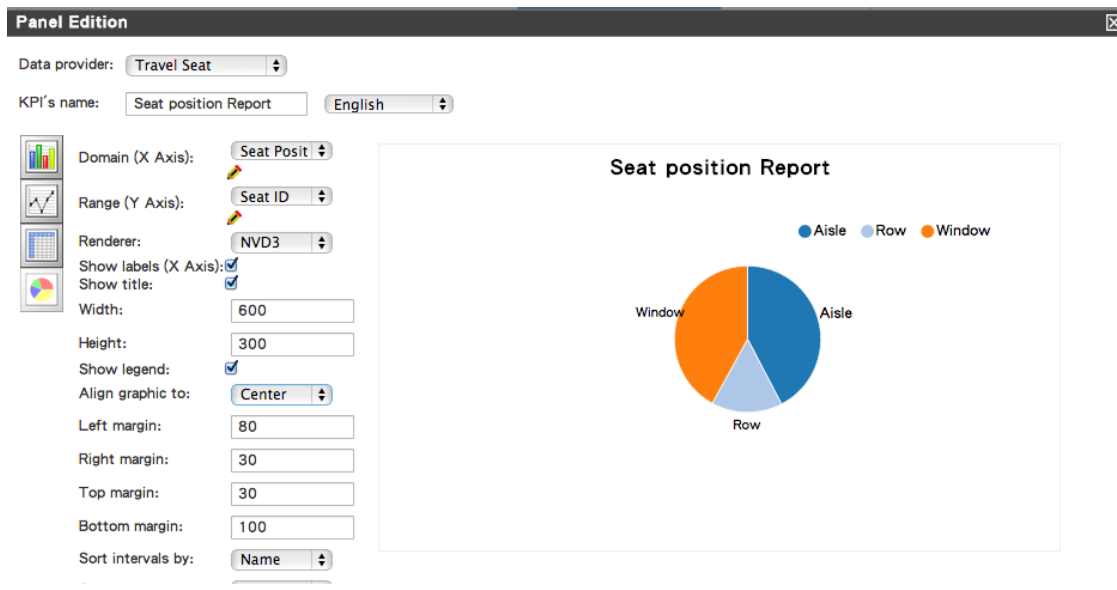 Panel Edition
Data provider: Travel Seat
KPI's name: Seat position Report English
Domain (X Axis): Seat Posit
Range (Y Axis): Seat ID
Renderer: NVD3
Show labels (X Axis):
Show title:
Width: 600
Height: 300
Show legend:
Align graphic to: Center
Left margin: 80
Right margin: 30
Top margin: 30
Bottom margin: 100
Sort intervals by: Name
Seat position Report
Aisle Row Window
Window Aisle
Row